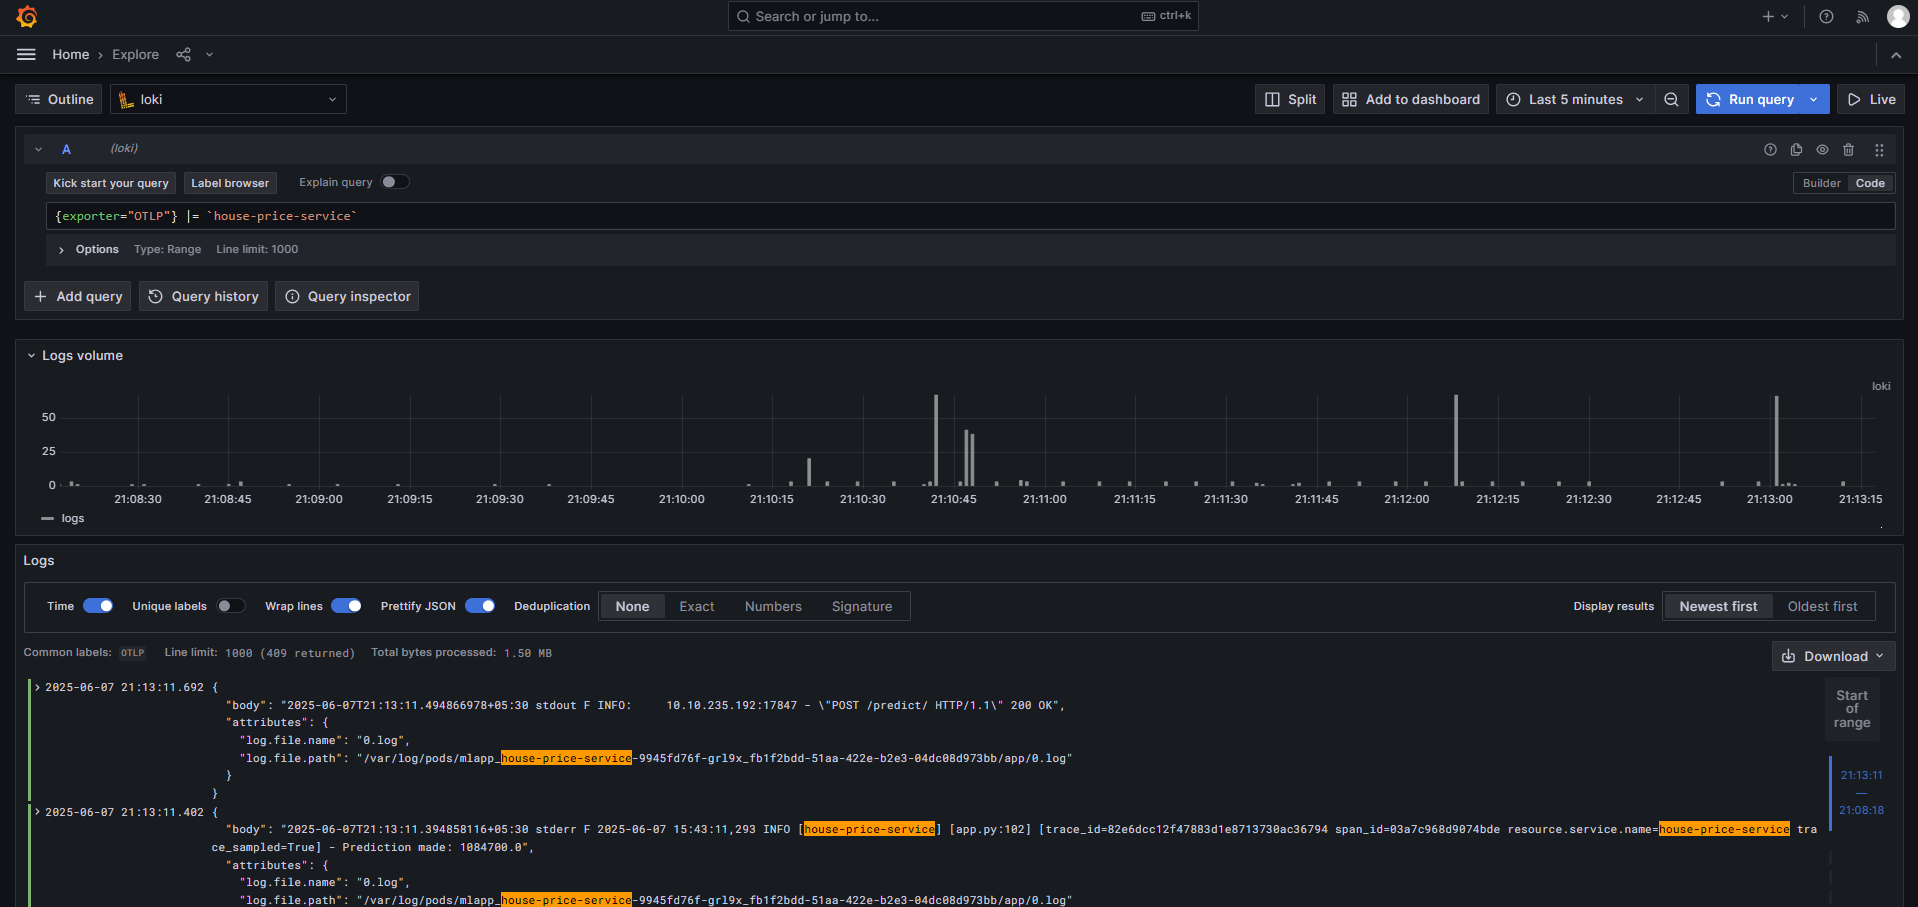 Search or jump to... ctrl+k
Home › Explore
Outline loki Split Add to dashboard Last 5 minutes Run query Live
A (loki)
Kick start your query Label browser Explain query Builder Code
{exporter="OTLP"} |= `house-price-service`
Options Type: Range Line limit: 1000
Add query Query history Query inspector
Logs volume
loki
50
25
0
21:08:30 21:08:45 21:09:00 21:09:15 21:09:30 21:09:45 21:10:00 21:10:15 21:10:30 21:10:45 21:11:00 21:11:15 21:11:30 21:11:45 21:12:00 21:12:15 21:12:30 21:12:45 21:13:00 21:13:15
logs
Logs
Time Unique labels Wrap lines Prettify JSON Deduplication None Exact Numbers Signature Display results Newest first Oldest first
Common labels: OTLP Line limit: 1000 (409 returned) Total bytes processed: 1.50 MB
Download
2025-06-07 21:13:11.692 {
"body": "2025-06-07T21:13:11.494866978+05:30 stdout F INFO:     10.10.235.192:17847 - \"POST /predict/ HTTP/1.1\" 200 OK",
"attributes": {
"log.file.name": "0.log",
"log.file.path": "/var/log/pods/mlapp_house-price-service-9945fd76f-grl9x_fb1f2bdd-51aa-422e-b2e3-04dc08d973bb/app/0.log"
}
}
Start
of
range
21:13:11
—
21:08:18
2025-06-07 21:13:11.402 {
"body": "2025-06-07T21:13:11.394858116+05:30 stderr F 2025-06-07 15:43:11,293 INFO [house-price-service] [app.py:102] [trace_id=82e6dcc12f47883d1e8713730ac36794 span_id=03a7c968d9074bde resource.service.name=house-price-service tra
ce_sampled=True] - Prediction made: 1084700.0",
"attributes": {
"log.file.name": "0.log",
"log.file.path": "/var/log/pods/mlapp_house-price-service-9945fd76f-grl9x_fb1f2bdd-51aa-422e-b2e3-04dc08d973bb/app/0.log"